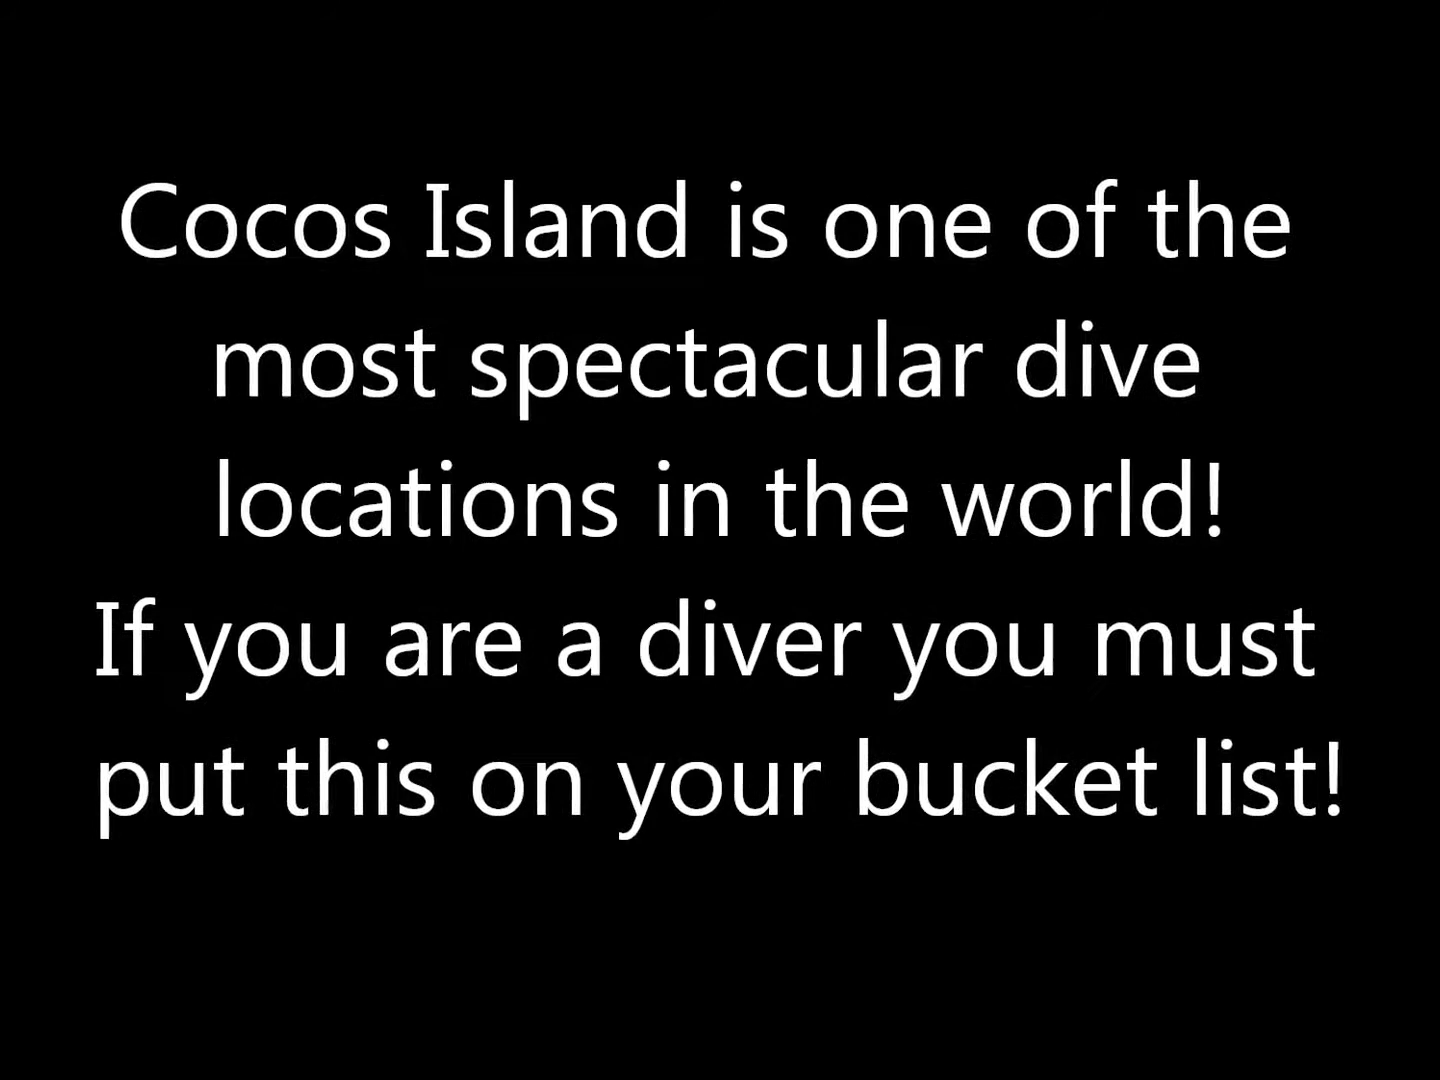 Cocos Island is one of the
most spectacular dive
locations in the world!
If you are a diver you must
put this on your bucket list!